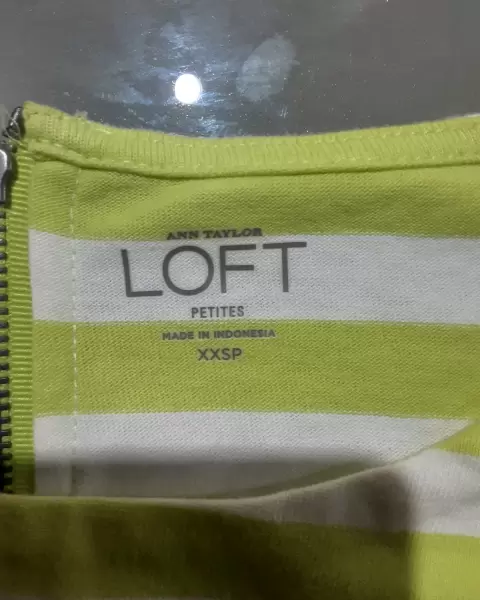 ANN TAYLOR
LOFT
PETITES
MADE IN INDONESIA
XXSP